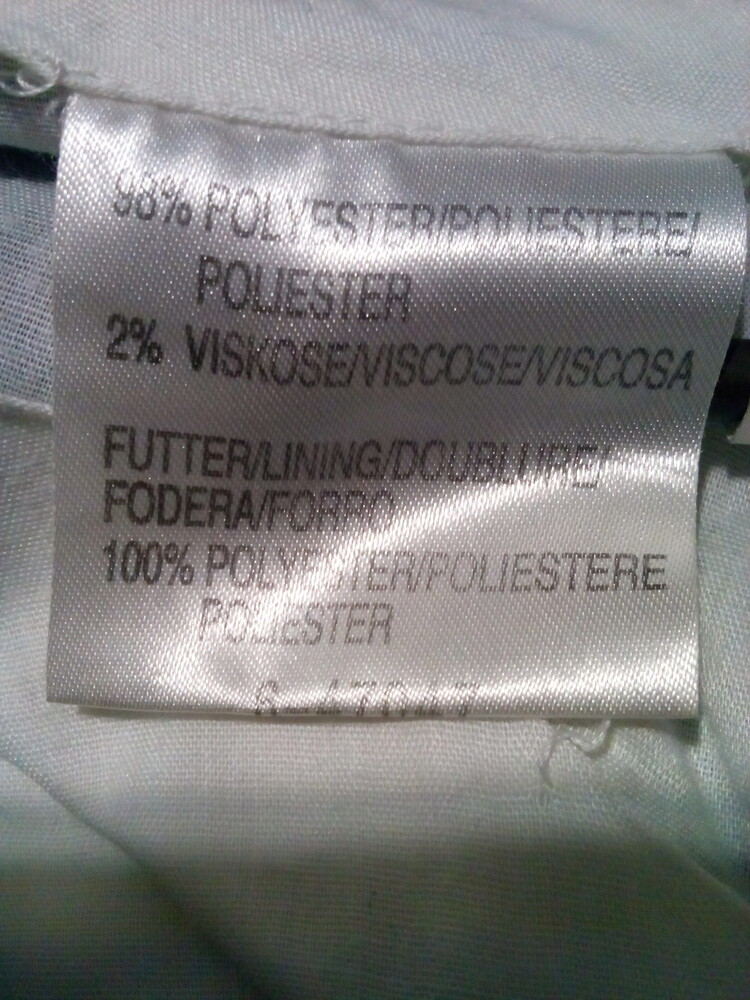 98% POLYESTER/POLIESTERE/
POLIESTER
2% VISKOSE/VISCOSE/VISCOSA
FUTTER/LINING/DOUBLURE/
FODERA/FORRO
100% POLYESTER/POLIESTERE
POLIESTER